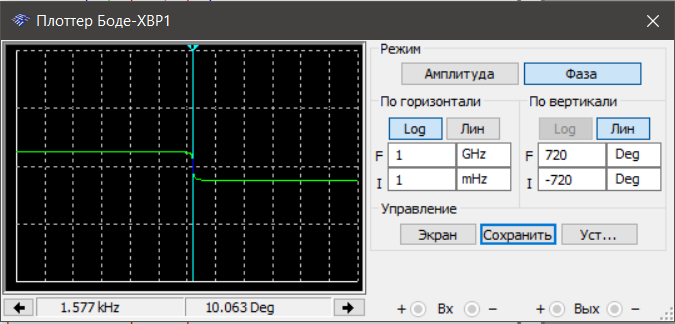 Плоттер Боде-XBP1
Режим
Амплитуда Фаза
По горизонтали По вертикали
Log Лин Log Лин
F 1 GHz F 720 Deg
I 1 mHz I -720 Deg
Управление
Экран Сохранить Уст...
1.577 kHz 10.063 Deg + Вх - + Вых -